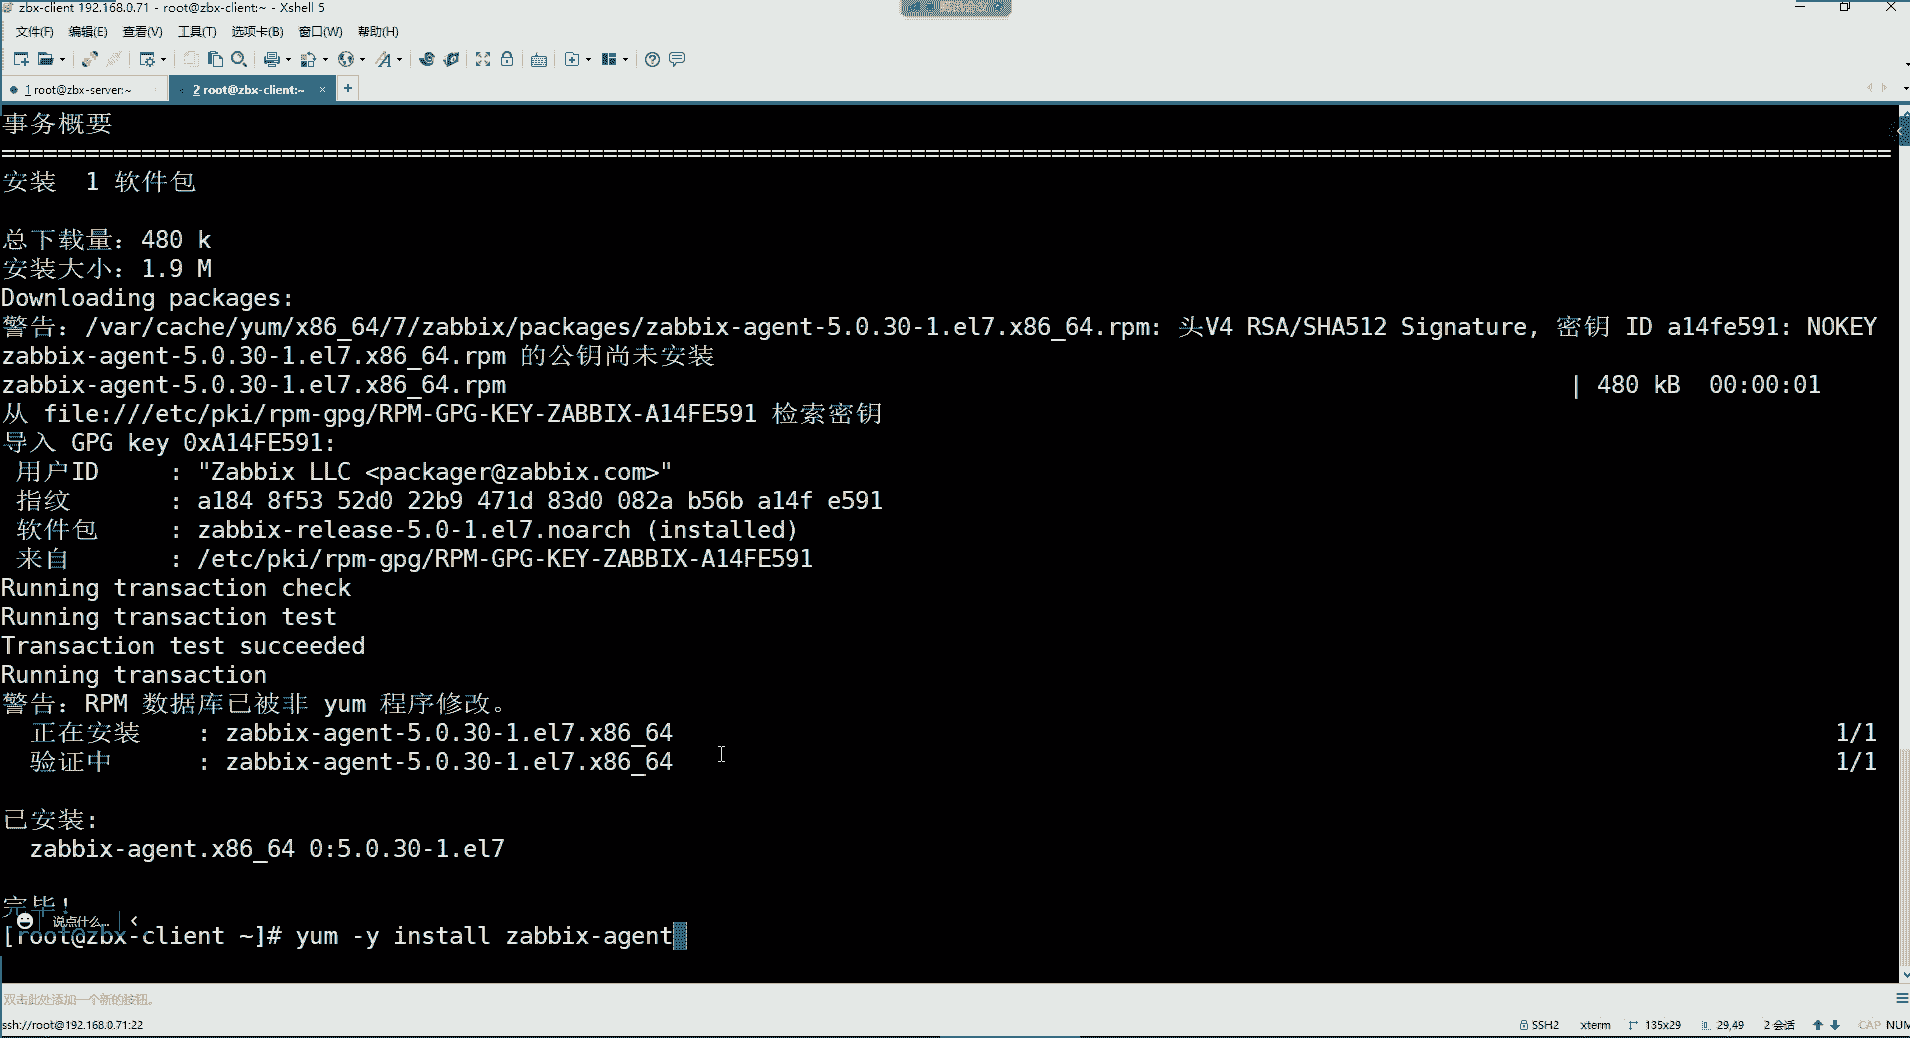 zbx-client 192.168.0.71 - root@zbx-client:~ - Xshell 5
文件(F) 编辑(E) 查看(V) 工具(T) 选项卡(B) 窗口(W) 帮助(H)
1 root@zbx-server:~ 2 root@zbx-client:~ × +
事务概要
================================================================================
安装 1 软件包
总下载量：480 k
安装大小：1.9 M
Downloading packages:
警告：/var/cache/yum/x86_64/7/zabbix/packages/zabbix-agent-5.0.30-1.el7.x86_64.rpm: 头V4 RSA/SHA512 Signature, 密钥 ID a14fe591: NOKEY
zabbix-agent-5.0.30-1.el7.x86_64.rpm 的公钥尚未安装
zabbix-agent-5.0.30-1.el7.x86_64.rpm | 480 kB 00:00:01
从 file:///etc/pki/rpm-gpg/RPM-GPG-KEY-ZABBIX-A14FE591 检索密钥
导入 GPG key 0xA14FE591:
用户ID : "Zabbix LLC <packager@zabbix.com>"
指纹 : a184 8f53 52d0 22b9 471d 83d0 082a b56b a14f e591
软件包 : zabbix-release-5.0-1.el7.noarch (installed)
来自 : /etc/pki/rpm-gpg/RPM-GPG-KEY-ZABBIX-A14FE591
Running transaction check
Running transaction test
Transaction test succeeded
Running transaction
警告：RPM 数据库已被非 yum 程序修改。
正在安装 : zabbix-agent-5.0.30-1.el7.x86_64 1/1
验证中 : zabbix-agent-5.0.30-1.el7.x86_64 1/1
已安装:
zabbix-agent.x86_64 0:5.0.30-1.el7
完毕！
说点什么...
[root@zbx-client ~]# yum -y install zabbix-agent
双击此处添加一个新的按钮。
ssh://root@192.168.0.71:22 SSH2 xterm 135x29 29,49 2 会话 CAP NUM